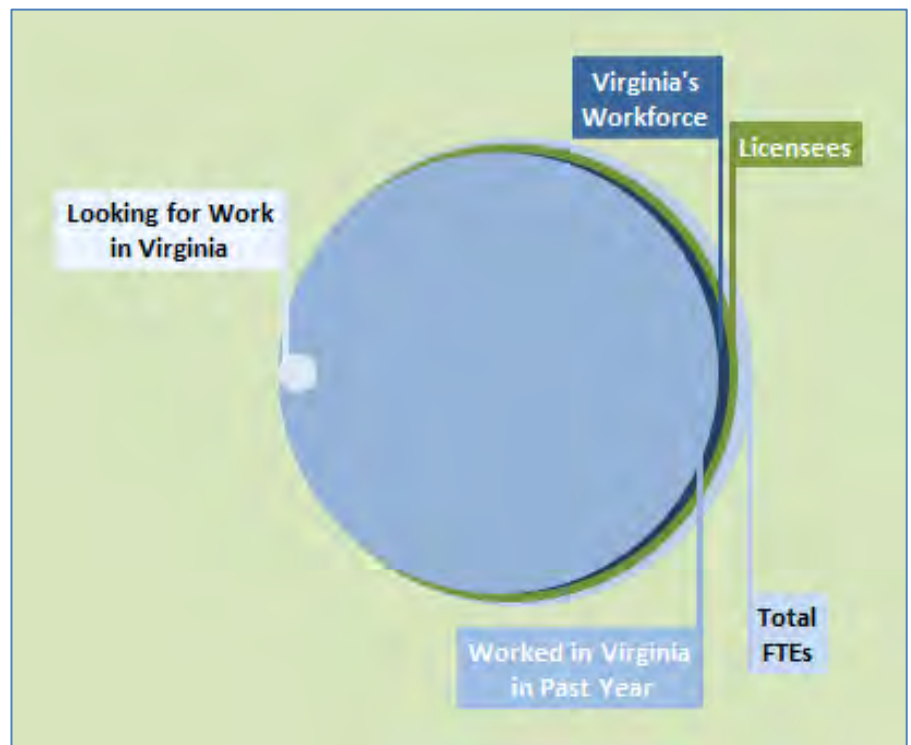 Virginia's
Workforce
Licensees
Looking for Work
in Virginia
Total
FTEs
Worked in Virginia
in Past Year